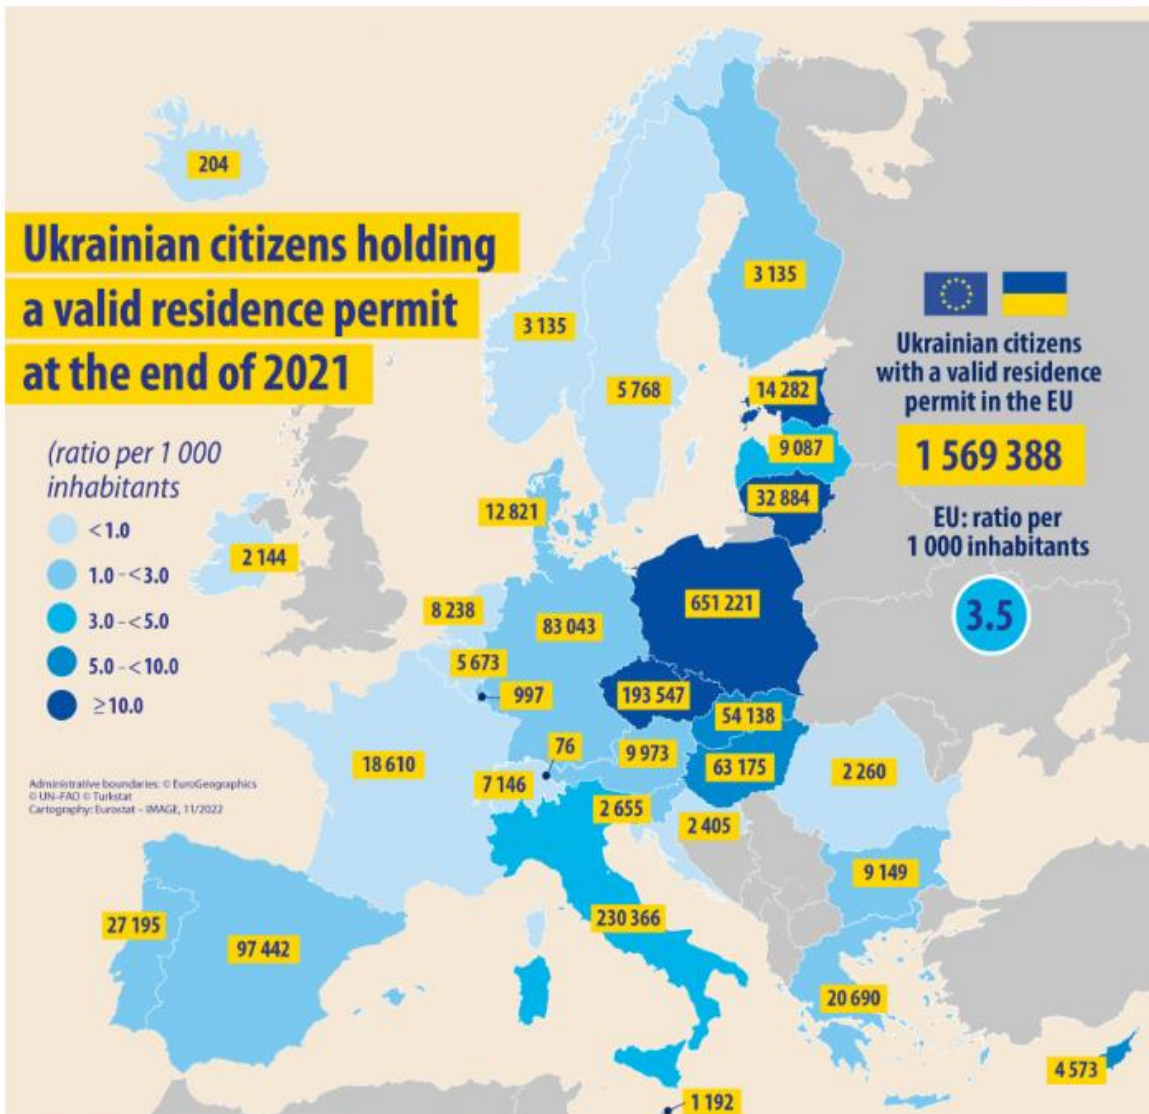 204
Ukrainian citizens holding
a valid residence permit
at the end of 2021
(ratio per 1 000
inhabitants
< 1.0
1.0 -<3.0
3.0 -<5.0
5.0 -<10.0
≥10.0
Administrative boundaries: © EuroGeographics
© UN–FAO © Turkstat
Cartography: Eurostat – IMAGE, 11/2022
Ukrainian citizens
with a valid residence
permit in the EU
1 569 388
EU: ratio per
1 000 inhabitants
3.5
3 135
3 135
5 768
14 282
9 087
32 884
12 821
2 144
8 238
83 043
651 221
5 673
997
193 547
54 138
18 610
76
9 973
63 175
7 146
2 260
2 655
2 405
9 149
27 195
97 442
230 366
20 690
4 573
1 192